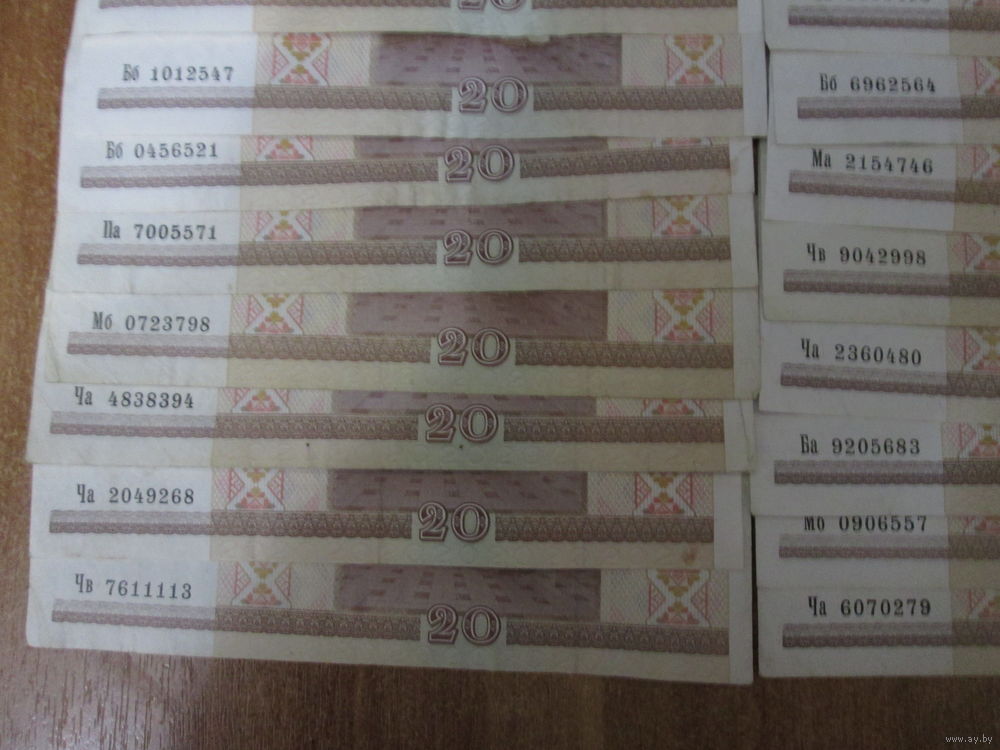 20
Бб 1012547
20
Бб 0456521
20
Па 7005571
20
Мб 0723798
20
Ча 4838394
20
Ча 2049268
20
Чв 7611113
20
Бб 6962564
Ма 2154746
Чв 9042998
Ча 2360480
Ба 9205683
Мб 0906557
Ча 6070279
www.ay.by